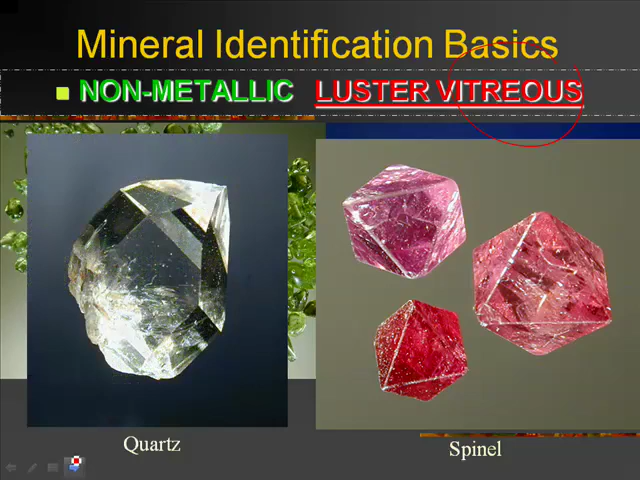 Mineral Identification Basics
NON-METALLIC LUSTER VITREOUS
Quartz
Spinel